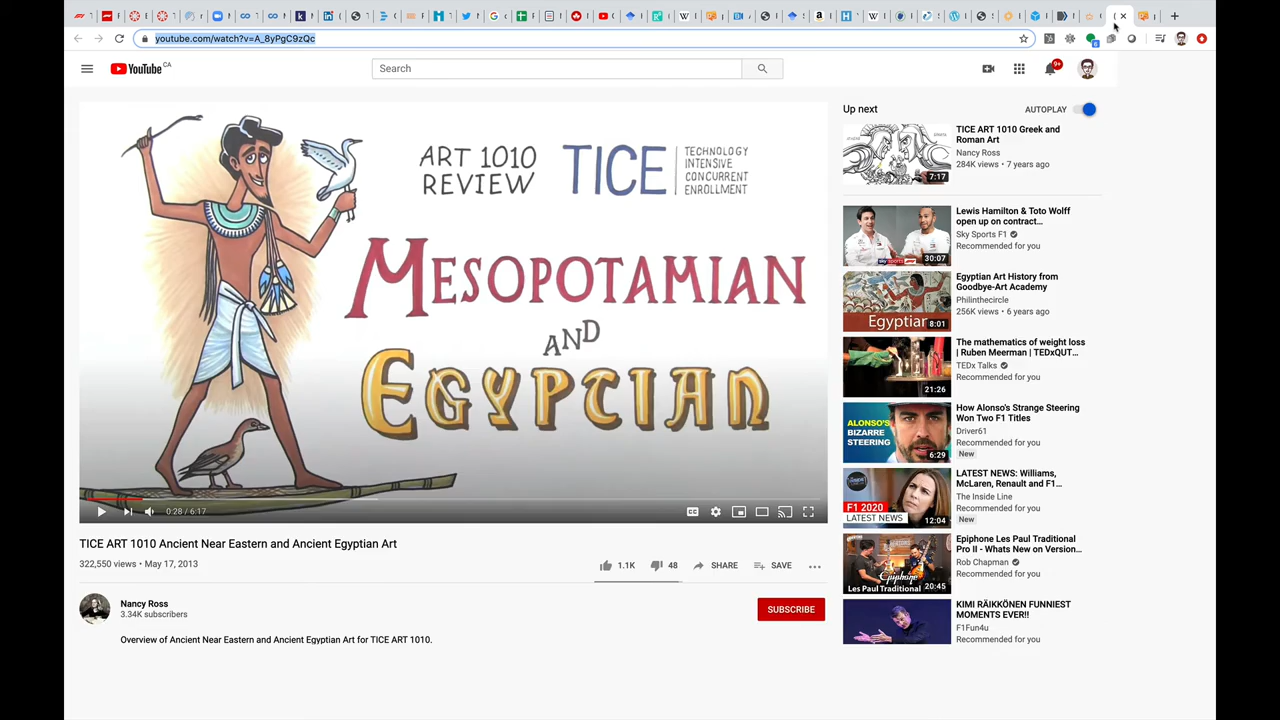 youtube.com/watch?v=A_8yPgC9zQc
6
YouTube CA
Search
9+
ART 1010
REVIEW
TICE
TECHNOLOGY
INTENSIVE
CONCURRENT
ENROLLMENT
MESOPOTAMIAN
AND
EGYPTIAN
0:28 / 6:17
CC
TICE ART 1010 Ancient Near Eastern and Ancient Egyptian Art
322,550 views • May 17, 2013
1.1K
48
SHARE
SAVE
Nancy Ross
3.34K subscribers
SUBSCRIBE
Overview of Ancient Near Eastern and Ancient Egyptian Art for TICE ART 1010.
Up next
AUTOPLAY
7:17
TICE ART 1010 Greek and
Roman Art
Nancy Ross
284K views • 7 years ago
sky sports F1
30:07
Lewis Hamilton & Toto Wolff
open up on contract...
Sky Sports F1
Recommended for you
Egyptian
8:01
Egyptian Art History from
Goodbye-Art Academy
Philinthecircle
256K views • 6 years ago
21:26
The mathematics of weight loss
| Ruben Meerman | TEDxQUT...
TEDx Talks
Recommended for you
ALONSO'S
BIZARRE
STEERING
6:29
How Alonso's Strange Steering
Won Two F1 Titles
Driver61
Recommended for you
New
F1 2020
LATEST NEWS
12:04
LATEST NEWS: Williams,
McLaren, Renault and F1...
The Inside Line
Recommended for you
New
Epiphone
Les Paul Traditional
20:45
Epiphone Les Paul Traditional
Pro II - Whats New on Version...
Rob Chapman
Recommended for you
KIMI RÄIKKÖNEN FUNNIEST
MOMENTS EVER!!
F1Fun4u
Recommended for you